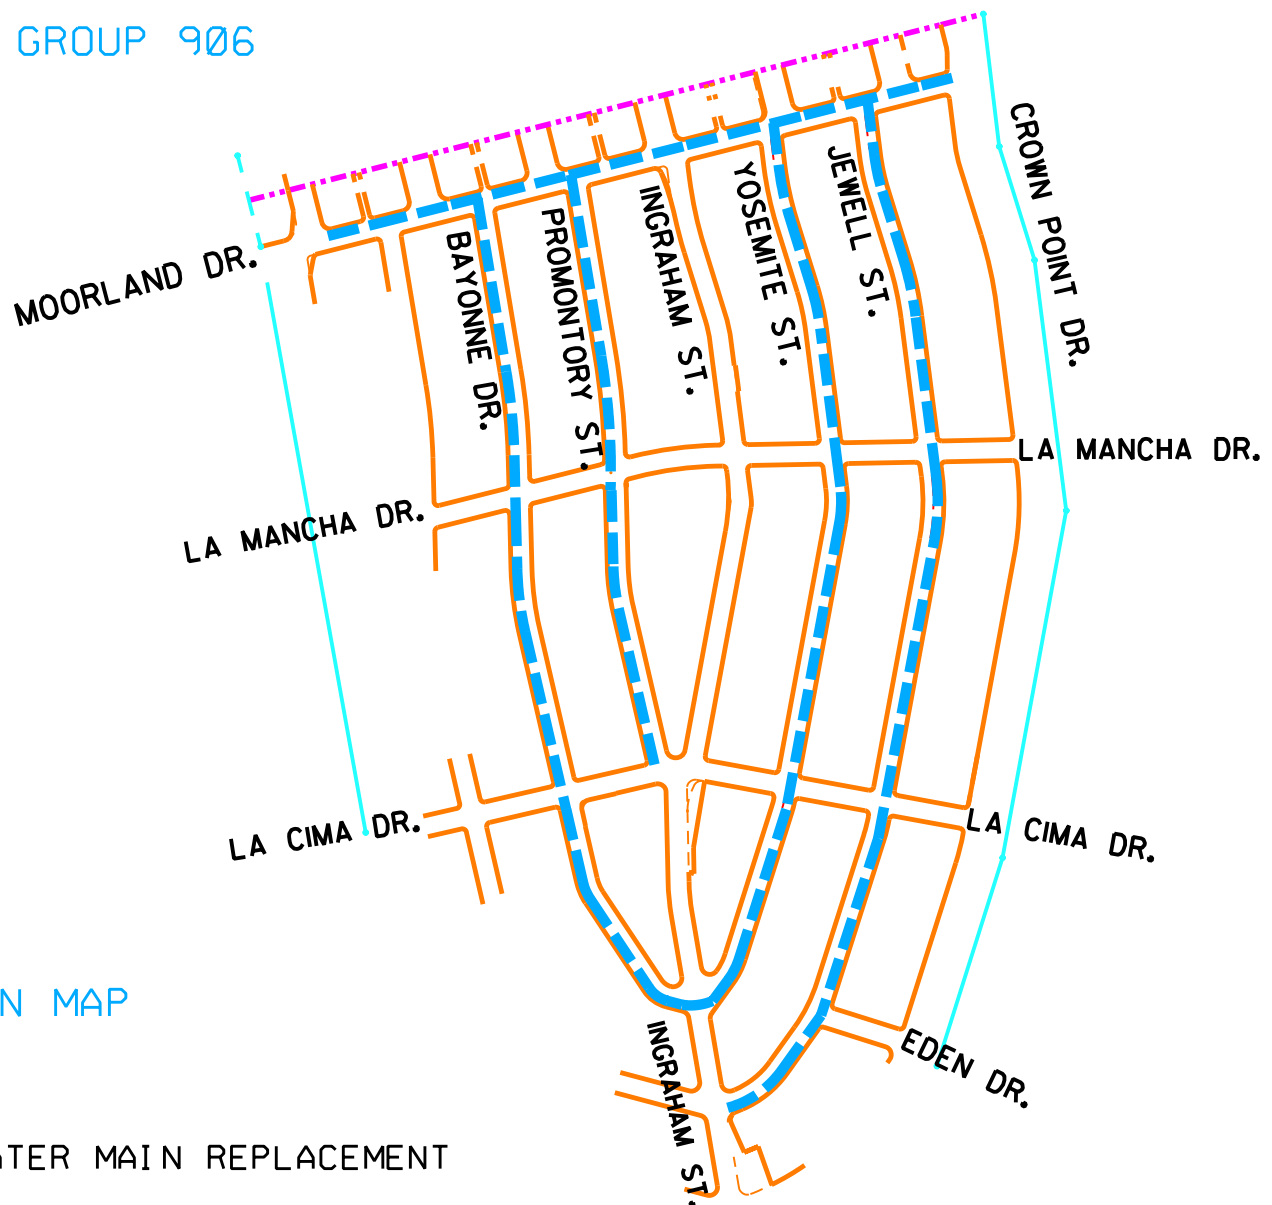 GROUP 906
CROWN POINT DR.
JEWELL ST.
YOSEMITE ST.
INGRAHAM ST.
PROMONTORY ST.
BAYONNE DR.
MOORLAND DR.
LA MANCHA DR.
LA MANCHA DR.
LA CIMA DR.
LA CIMA DR.
N MAP
INGRAHAM ST.
EDEN DR.
ATER MAIN REPLACEMENT